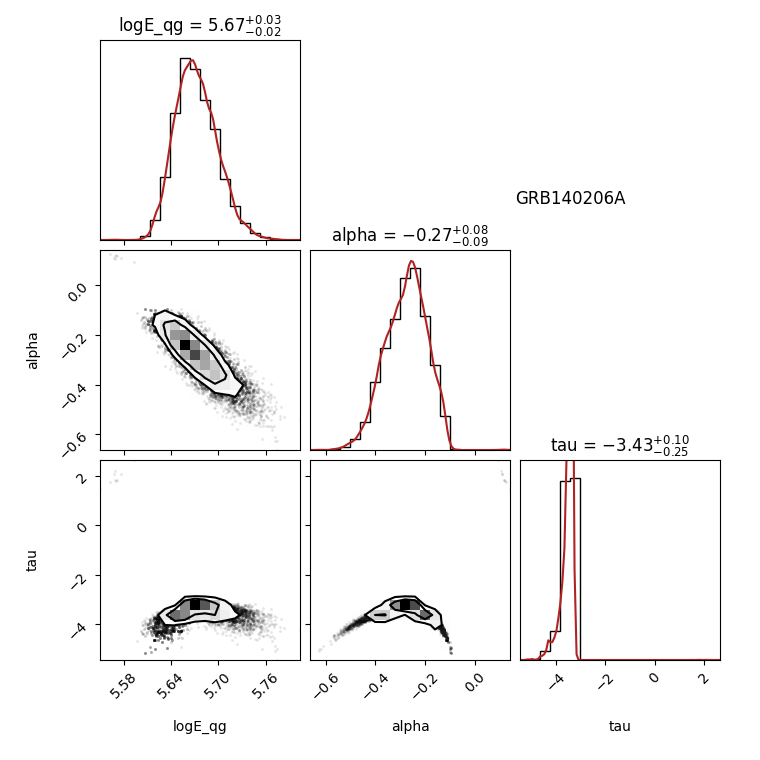 logE_qg = 5.67+0.03−0.02
GRB140206A
alpha = −0.27+0.08−0.09
0.0
−0.2
−0.4
−0.6
alpha
tau = −3.43+0.10−0.25
2
0
−2
−4
tau
5.58 5.64 5.70 5.76
−0.6 −0.4 −0.2 0.0
−4 −2 0 2
logE_qg alpha tau